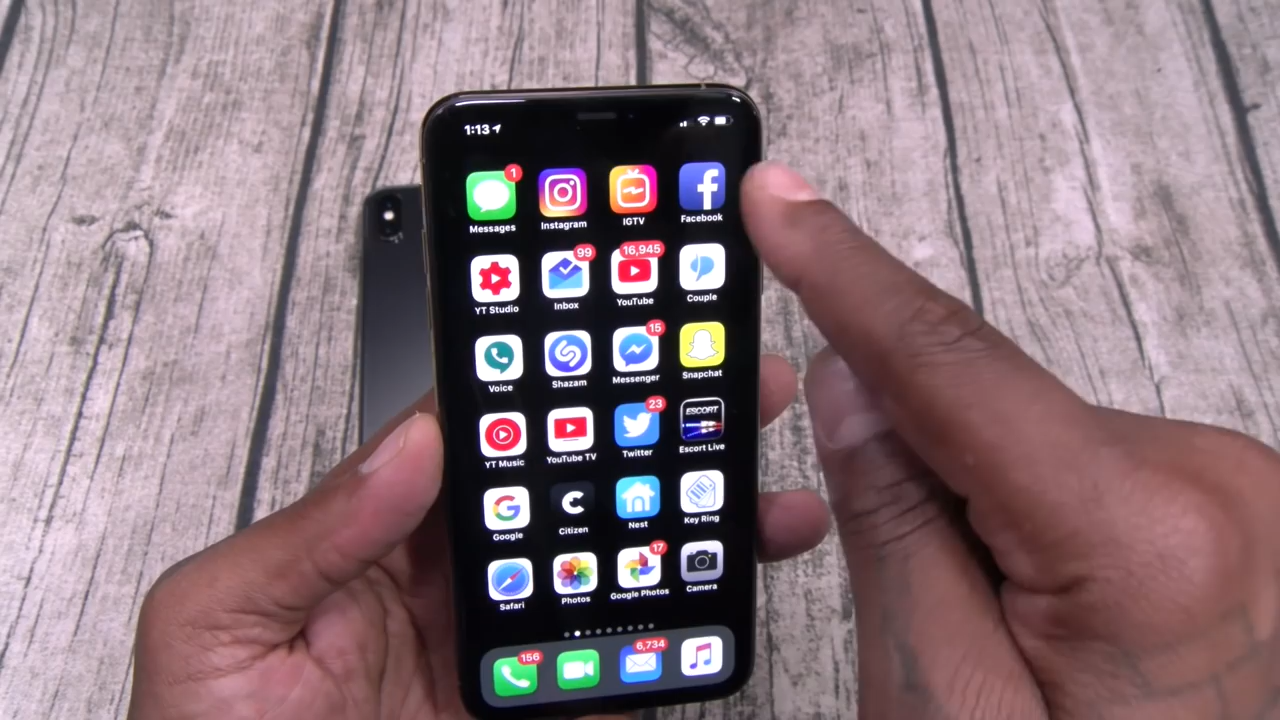 1:13
1
Messages Instagram IGTV Facebook
99 16,945
YT Studio Inbox YouTube Couple
15
Voice Shazam Messenger Snapchat
23 ESCORT
YT Music YouTube TV Twitter Escort Live
Google Citizen Nest Key Ring
17
Safari Photos Google Photos Camera
156 6,734